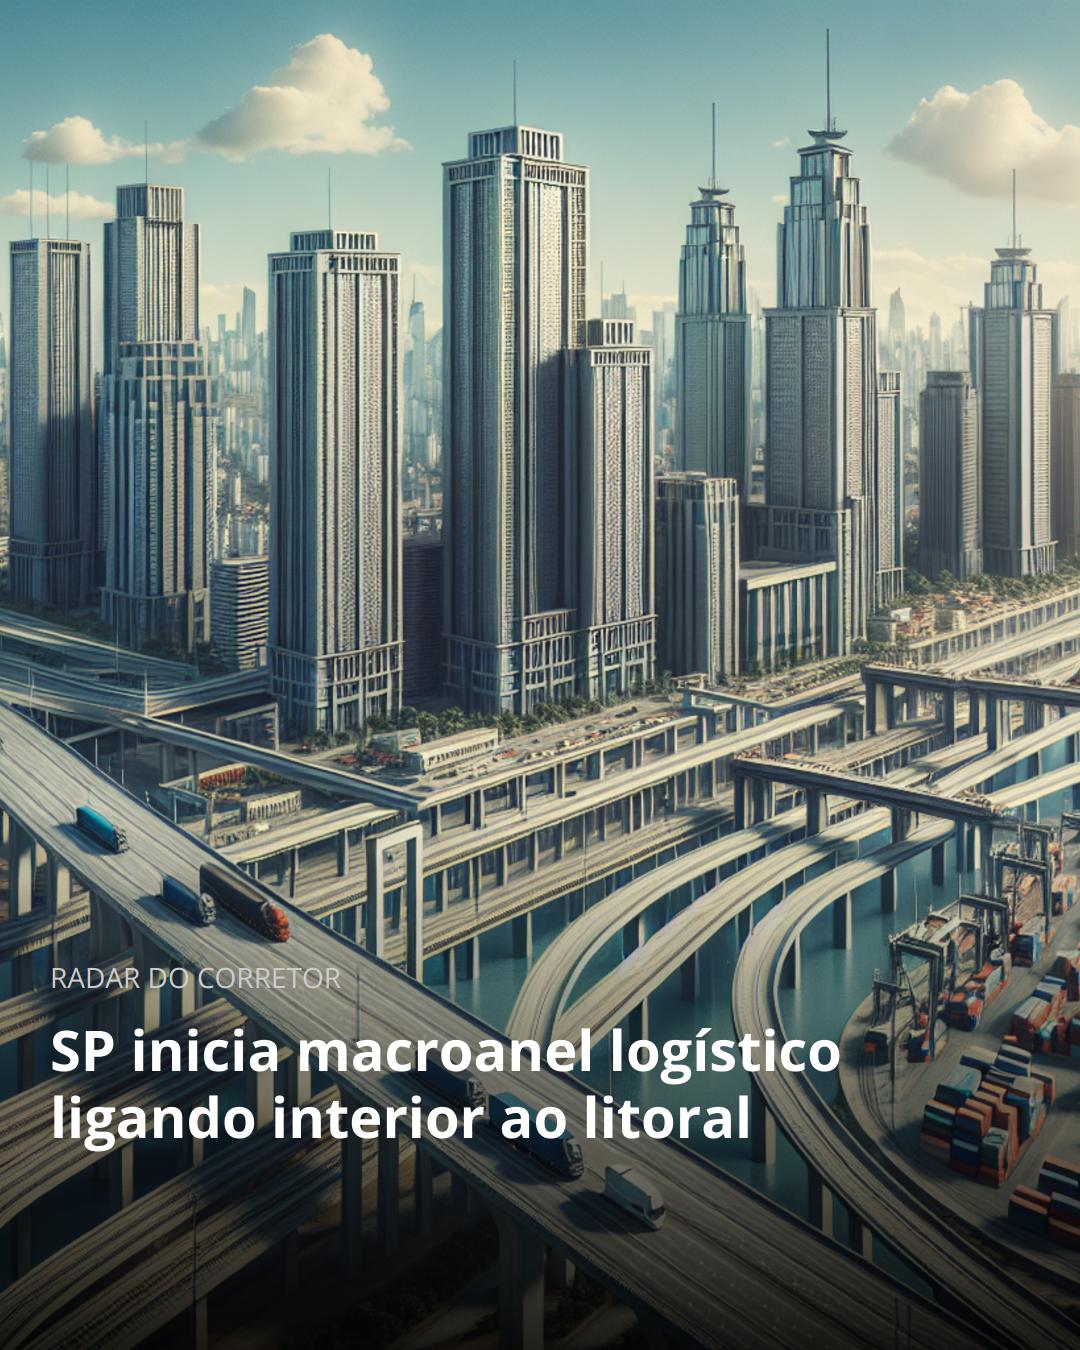 RADAR DO CORRETOR
SP inicia macroanel logístico
ligando interior ao litoral